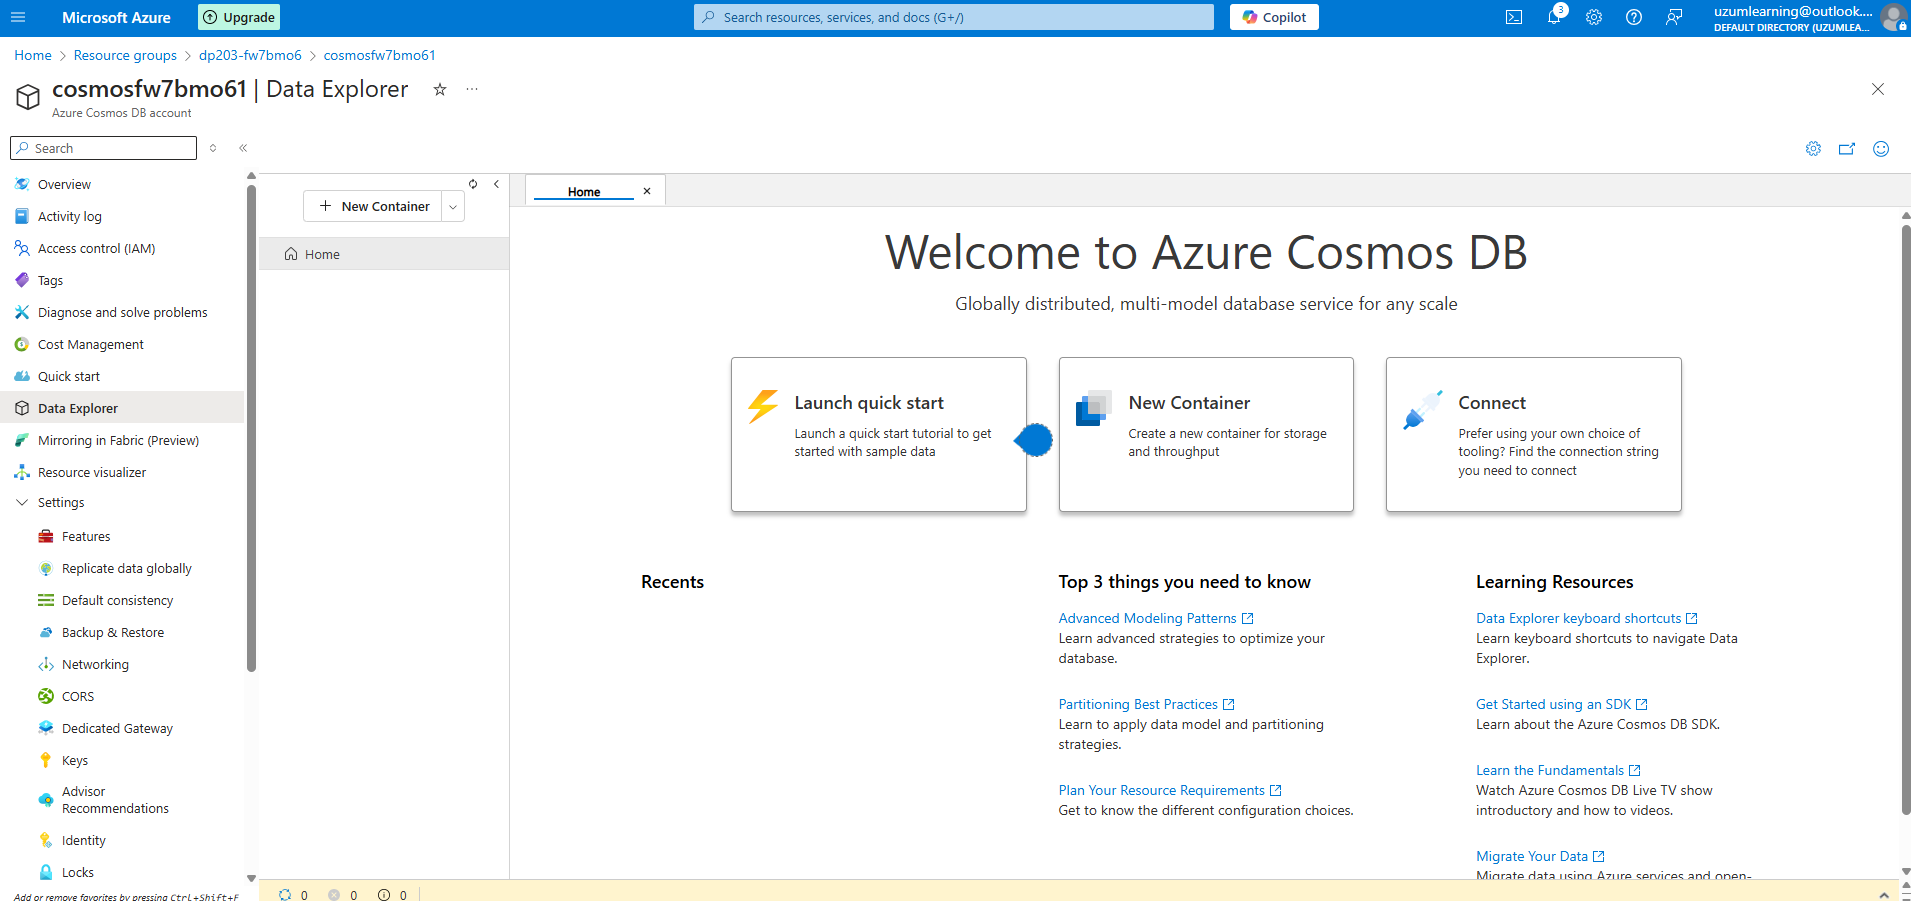 Microsoft Azure
Upgrade
Search resources, services, and docs (G+/)
Copilot
3
uzumlearning@outlook....
DEFAULT DIRECTORY (UZUMLEA...
Home > Resource groups > dp203-fw7bmo6 > cosmosfw7bmo61
cosmosfw7bmo61 | Data Explorer
Azure Cosmos DB account
Search
Overview
Activity log
Access control (IAM)
Tags
Diagnose and solve problems
Cost Management
Quick start
Data Explorer
Mirroring in Fabric (Preview)
Resource visualizer
Settings
Features
Replicate data globally
Default consistency
Backup & Restore
Networking
CORS
Dedicated Gateway
Keys
Advisor
Recommendations
Identity
Locks
Add or remove favorites by pressing Ctrl+Shift+F
New Container
Home
Home
Welcome to Azure Cosmos DB
Globally distributed, multi-model database service for any scale
Launch quick start
Launch a quick start tutorial to get
started with sample data
New Container
Create a new container for storage
and throughput
Connect
Prefer using your own choice of
tooling? Find the connection string
you need to connect
Recents
Top 3 things you need to know
Advanced Modeling Patterns
Learn advanced strategies to optimize your
database.
Partitioning Best Practices
Learn to apply data model and partitioning
strategies.
Plan Your Resource Requirements
Get to know the different configuration choices.
Learning Resources
Data Explorer keyboard shortcuts
Learn keyboard shortcuts to navigate Data
Explorer.
Get Started using an SDK
Learn about the Azure Cosmos DB SDK.
Learn the Fundamentals
Watch Azure Cosmos DB Live TV show
introductory and how to videos.
Migrate Your Data
Migrate data using Azure services and open-
0 0 0